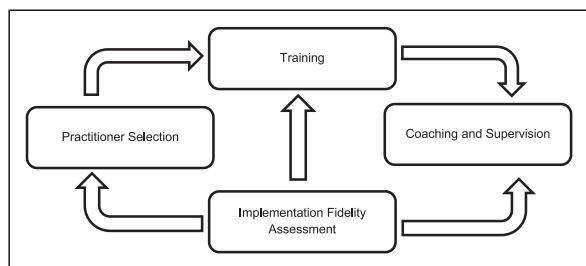 Training
Practitioner Selection
Coaching and Supervision
Implementation Fidelity
Assessment